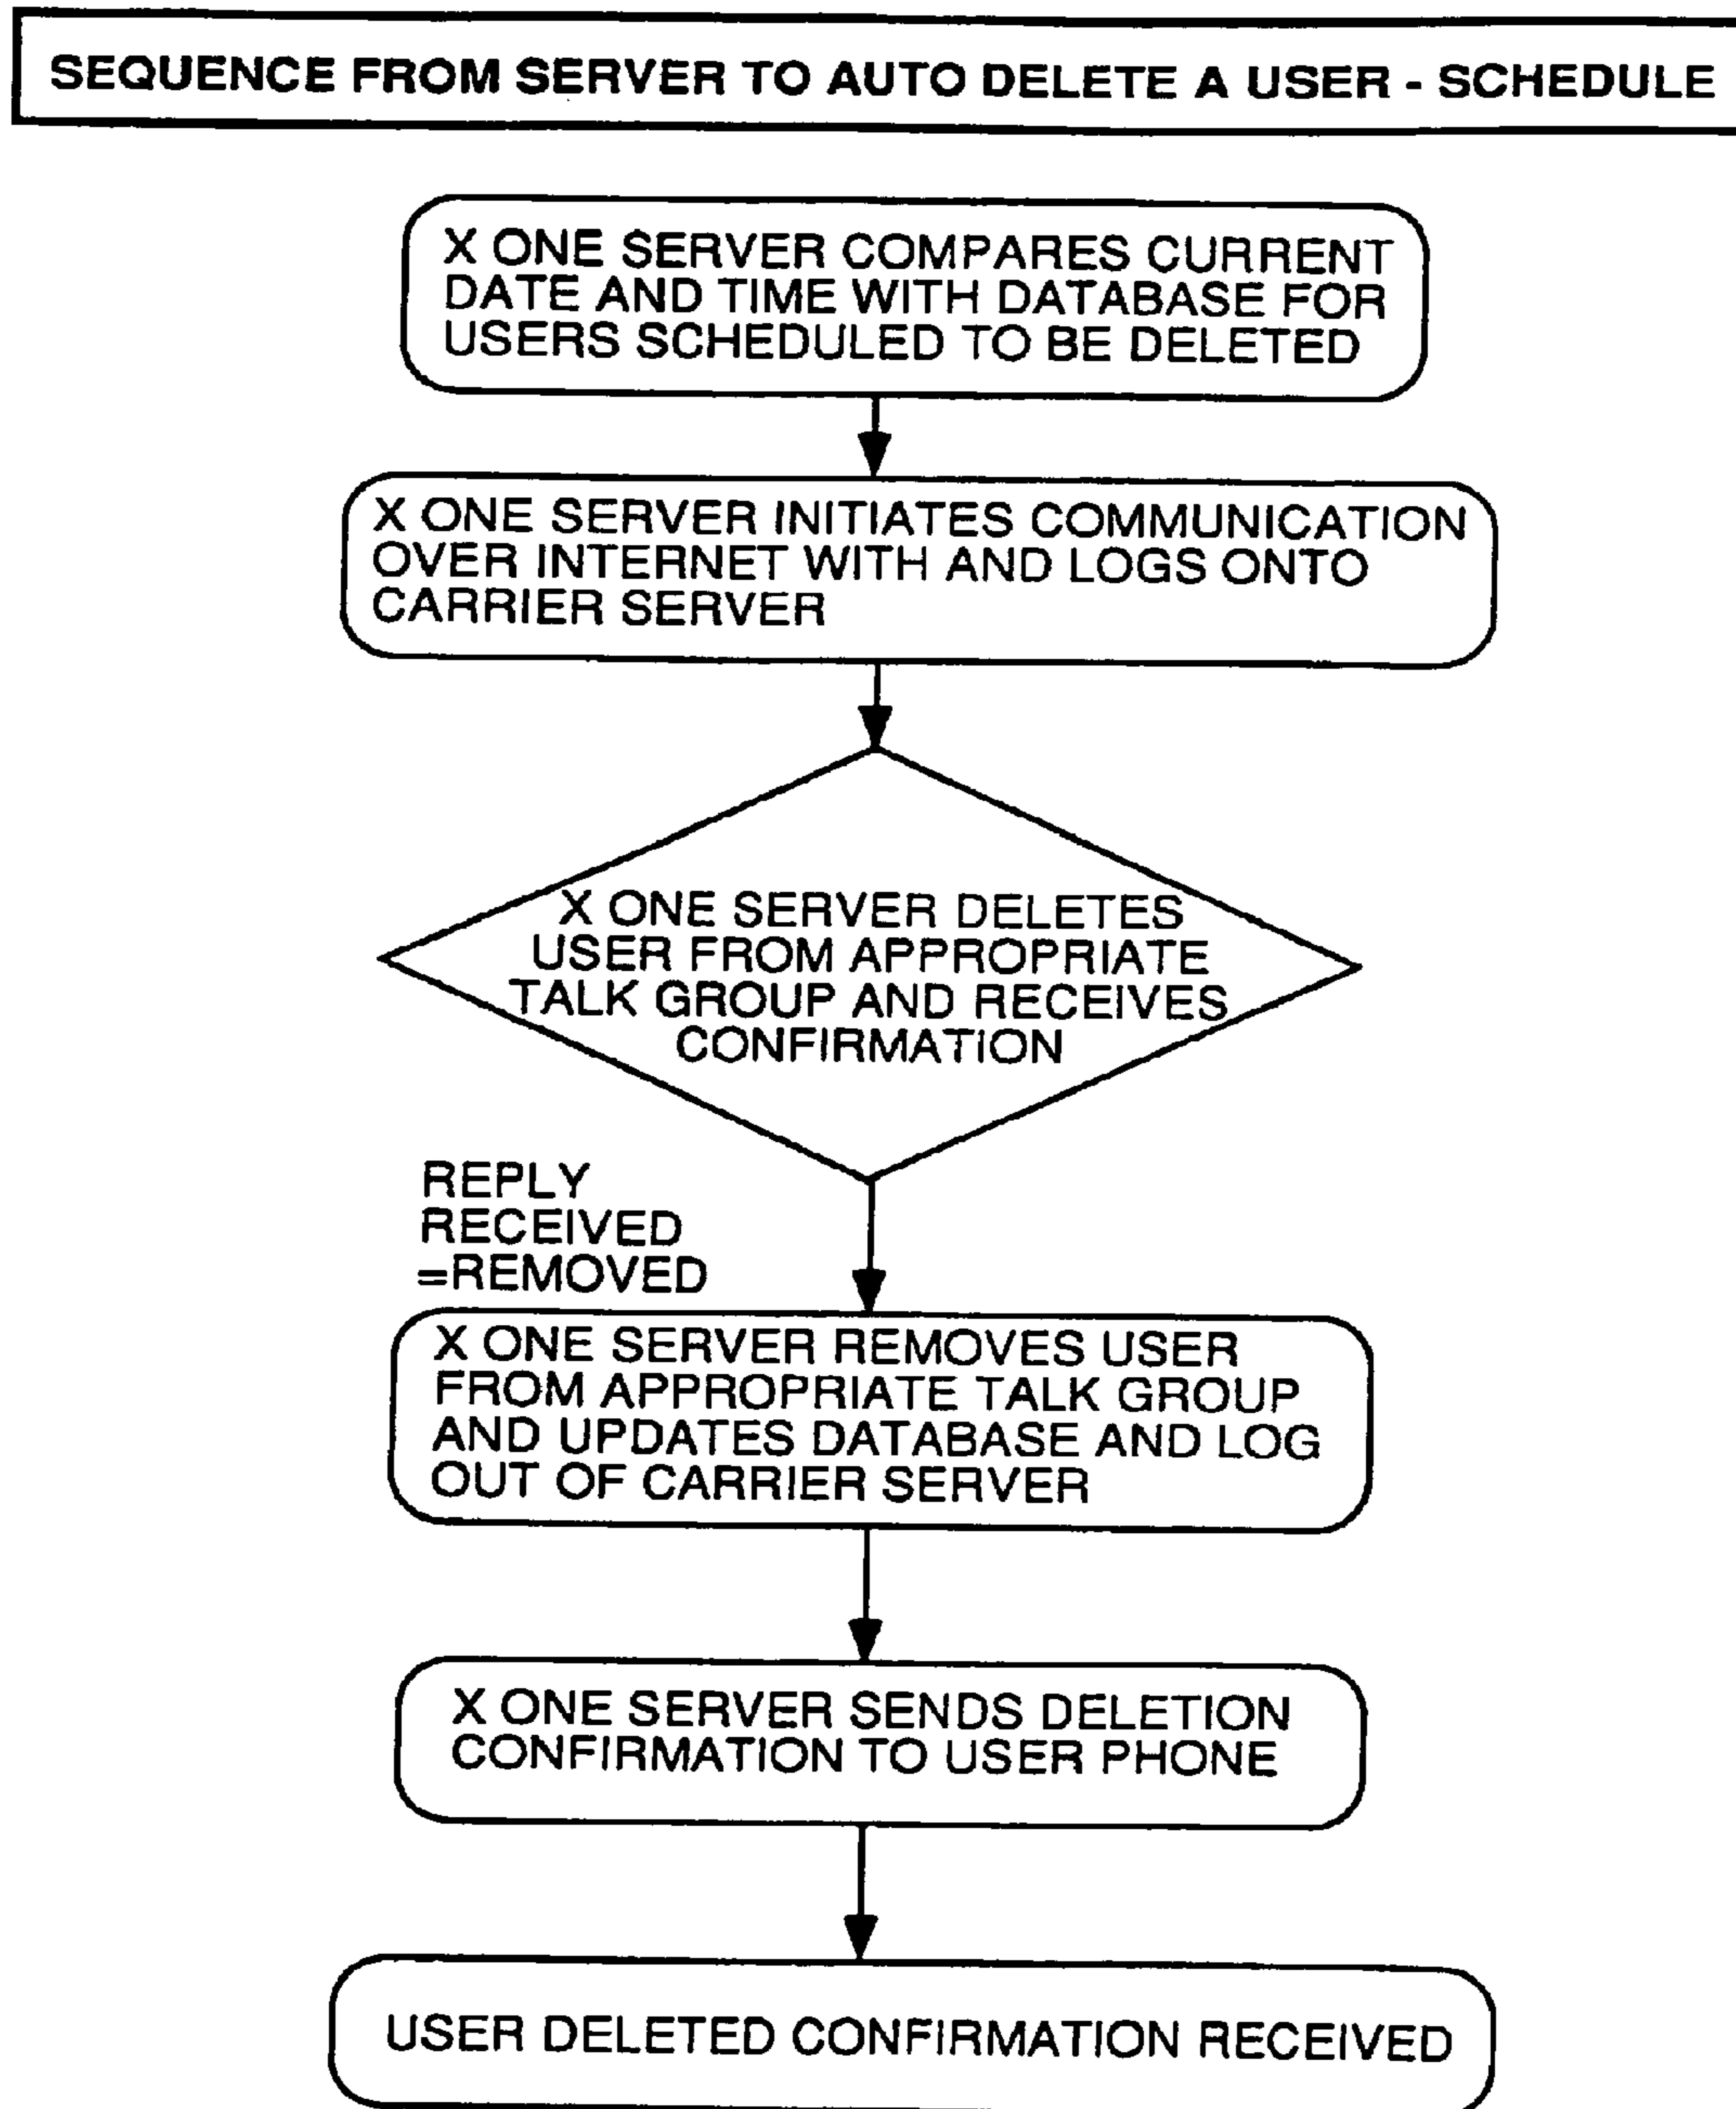 SEQUENCE FROM SERVER TO AUTO DELETE A USER - SCHEDULE
X ONE SERVER COMPARES CURRENT
DATE AND TIME WITH DATABASE FOR
USERS SCHEDULED TO BE DELETED
X ONE SERVER INITIATES COMMUNICATION
OVER INTERNET WITH AND LOGS ONTO
CARRIER SERVER
X ONE SERVER DELETES
USER FROM APPROPRIATE
TALK GROUP AND RECEIVES
CONFIRMATION
REPLY
RECEIVED
=REMOVED
X ONE SERVER REMOVES USER
FROM APPROPRIATE TALK GROUP
AND UPDATES DATABASE AND LOG
OUT OF CARRIER SERVER
X ONE SERVER SENDS DELETION
CONFIRMATION TO USER PHONE
USER DELETED CONFIRMATION RECEIVED